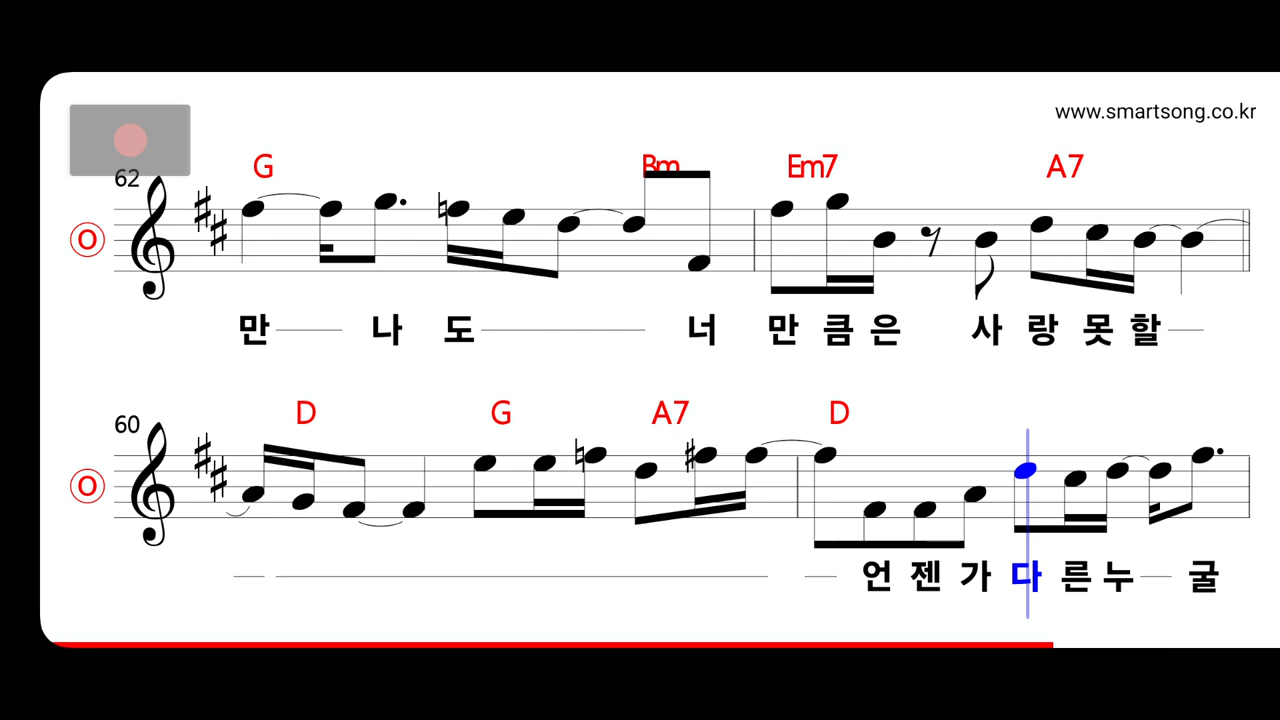 www.smartsong.co.kr
G Bm Em7 A7
62
O
만 나 도 너 만 큼 은 사 랑 못 할
D G A7 D
60
O
언 젠 가 다 른 누 굴